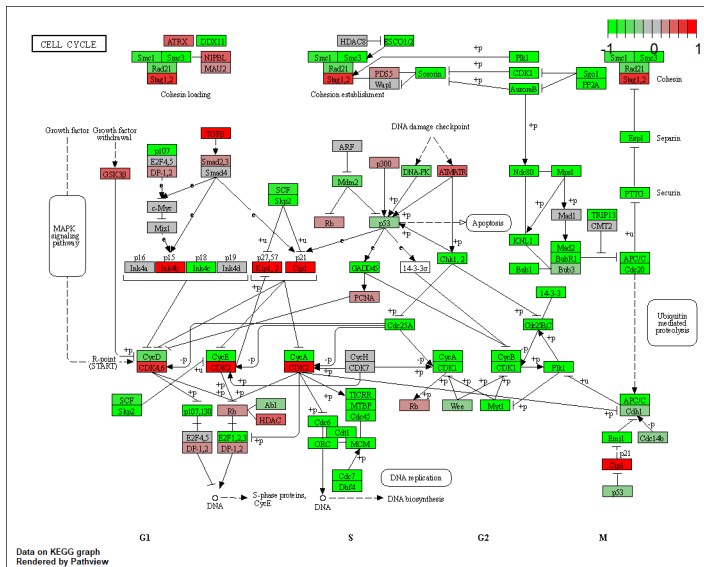 CELL CYCLE
ATRX
DDX11
Smc1
Smc3
NIPBL
Rad21
MAU2
Stag1,2
Cohesin loading
HDAC8
ESCO1/2
Smc1
Smc3
Rad21
Stag1,2
PDS5
Wapl
Sororin
Cohesion establishment
+p
Plk1
CDK1
AuroraB
Sgo1
PP2A
-1
0
1
Smc1
Smc3
Rad21
Stag1,2
Cohesin
Growth factor
Growth factor
withdrawal
GSK3β
TGFβ
p107
E2F4,5
DP-1,2
Smad2,3
Smad4
c-Myc
Miz1
SCF
Skp2
ARF
Mdm2
Rb
p300
DNA damage checkpoint
DNA-PK
ATM/ATR
p53
Apoptosis
Ndc80
Mps1
Mad1
KNL1
Mad2
BubR1
Bub1
Bub3
TRIP13
CMT2
Esp1
Separin
PTTG
Securin
APC/C
Cdc20
MAPK
signaling
pathway
p16
p15
p18
p19
p27,57
p21
Ink4a
Ink4b
Ink4c
Ink4d
Kip1,2
Cip1
GADD45
14-3-3σ
Chk1, 2
PCNA
14-3-3
Cdc25A
Cdc25B,C
Ubiquitin
mediated
proteolysis
R-point
(START)
CycD
CDK4,6
CycE
CDK2
CycA
CDK2
CycH
CDK7
CycA
CDK1
CycB
CDK1
Plk1
SCF
Skp2
p107,130
Rb
Abl
HDAC
E2F4,5
DP-1,2
E2F1,2,3
DP-1,2
TICRR
MTBP
Cdc45
Cdc6
Cdt1
ORC
MCM
Cdc7
Dbf4
Rb
Wee
Myt1
APC/C
Cdh1
Emi1
Cdc14b
p21
Cip1
p53
DNA replication
DNA
S-phase proteins,
CycE
DNA
DNA biosynthesis
G1
S
G2
M
Data on KEGG graph
Rendered by Pathview